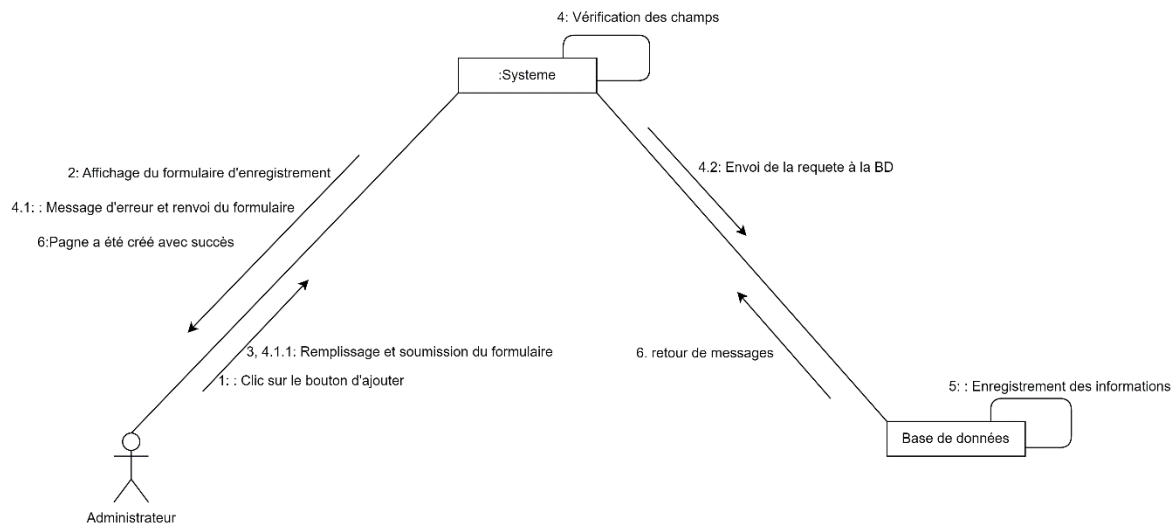 4: Vérification des champs
:Systeme
2: Affichage du formulaire d'enregistrement
4.2: Envoi de la requete à la BD
4.1: : Message d'erreur et renvoi du formulaire
6:Pagne a été créé avec succès
3, 4.1.1: Remplissage et soumission du formulaire
6. retour de messages
1: : Clic sur le bouton d'ajouter
5: : Enregistrement des informations
Base de données
Administrateur